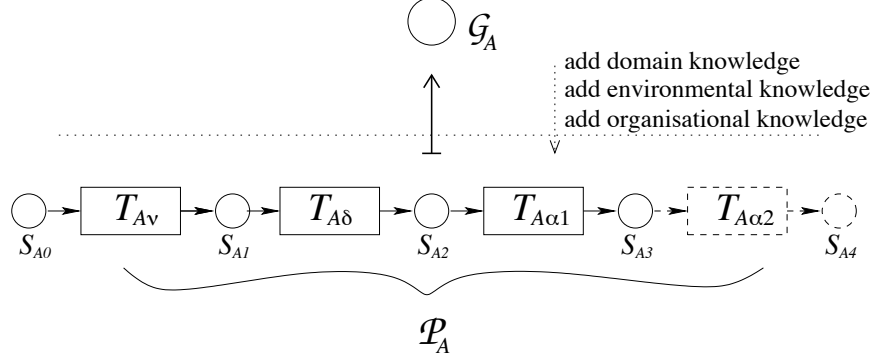 𝒢_A
add domain knowledge
add environmental knowledge
add organisational knowledge
T_Aν T_Aδ T_Aα1 T_Aα2
S_A0 S_A1 S_A2 S_A3 S_A4
𝒫_A